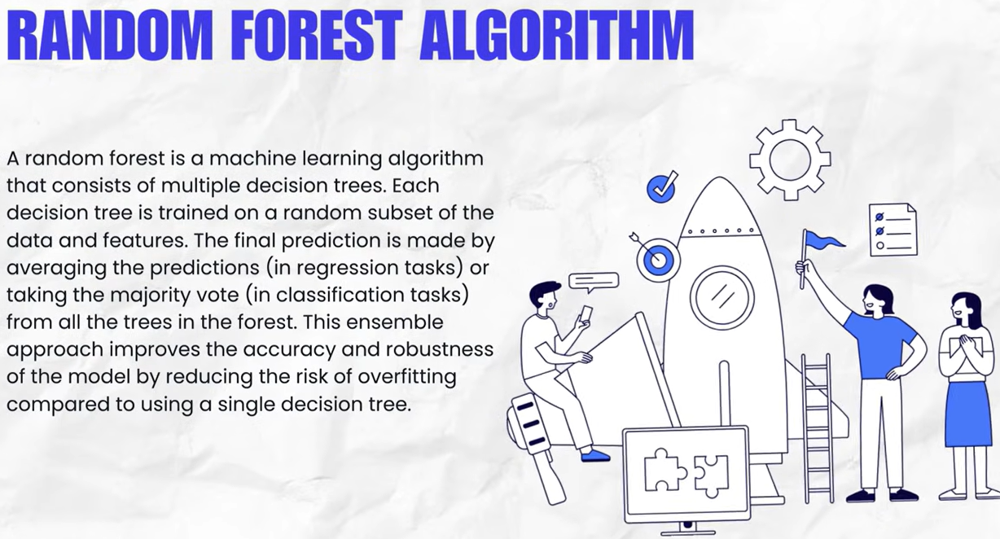 RANDOM FOREST ALGORITHM
A random forest is a machine learning algorithm
that consists of multiple decision trees. Each
decision tree is trained on a random subset of the
data and features. The final prediction is made by
averaging the predictions (in regression tasks) or
taking the majority vote (in classification tasks)
from all the trees in the forest. This ensemble
approach improves the accuracy and robustness
of the model by reducing the risk of overfitting
compared to using a single decision tree.